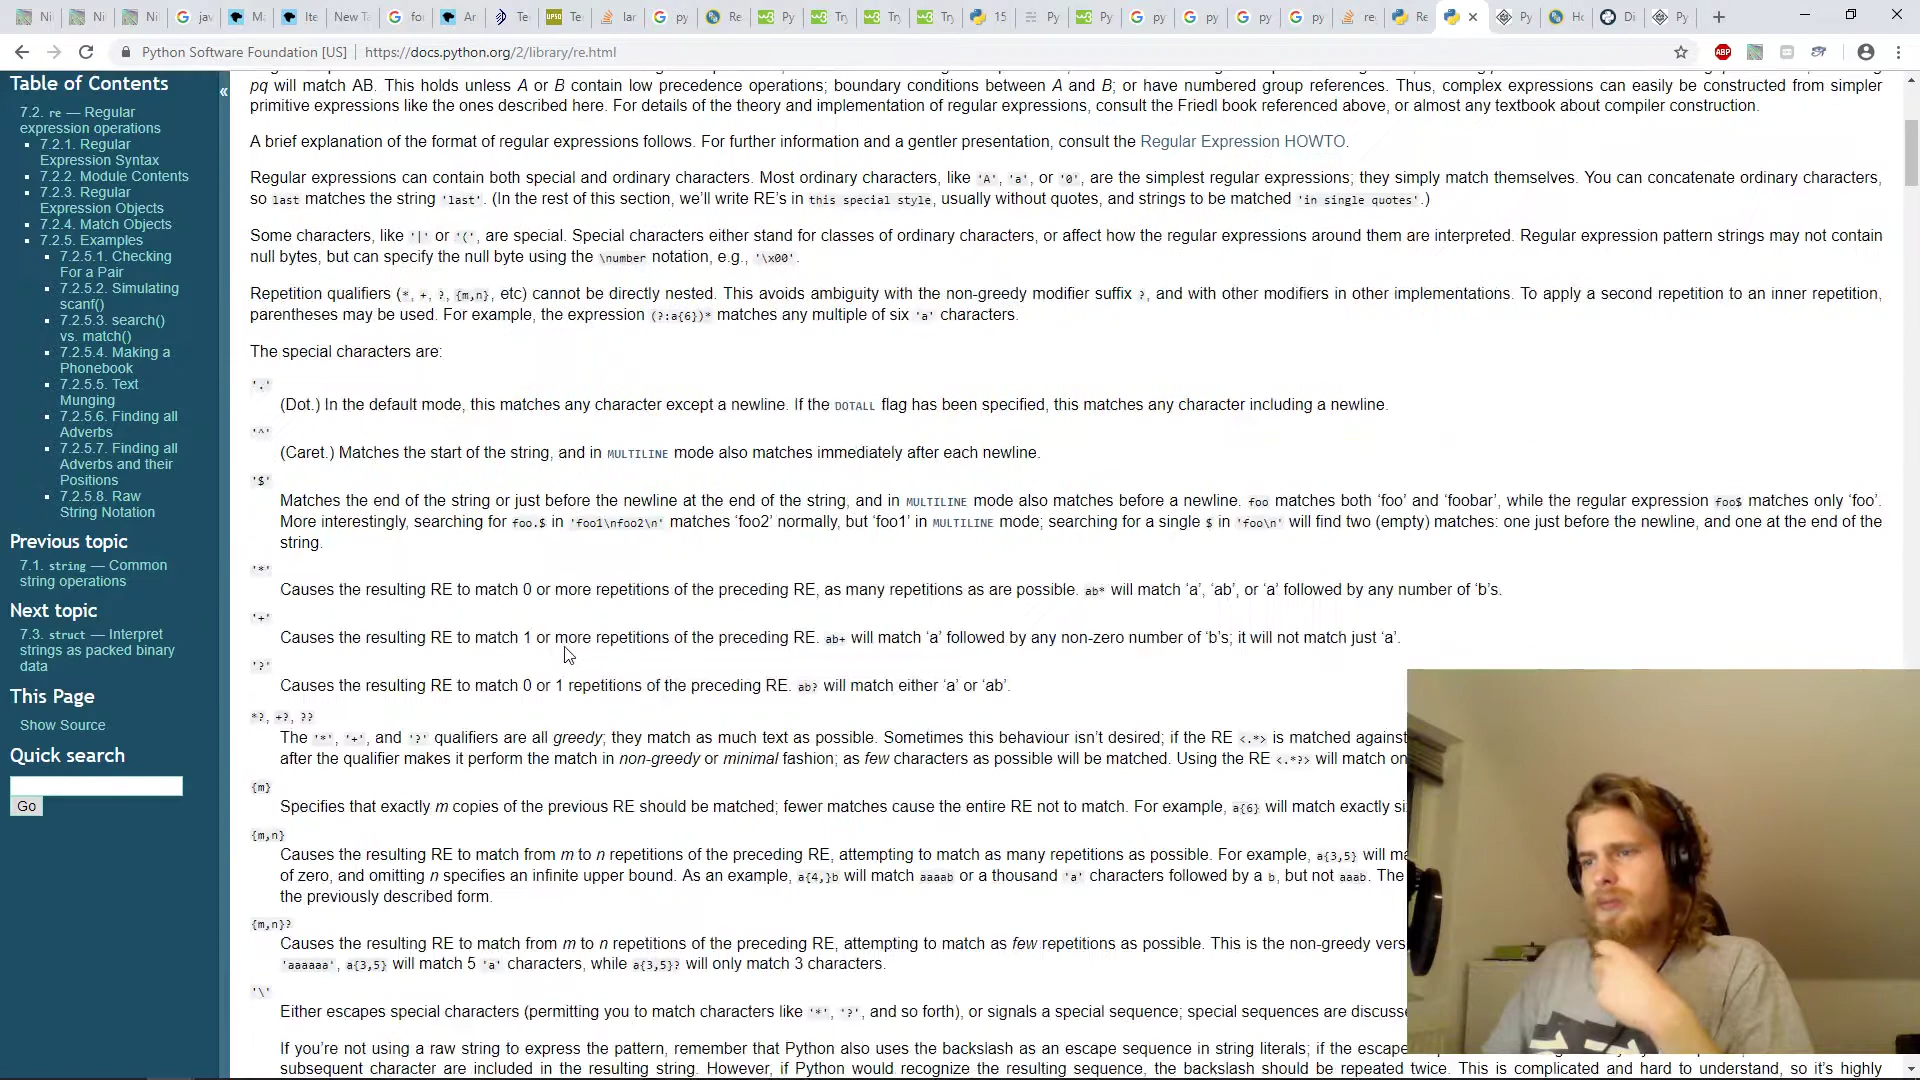 Ni
Ni
Ni
jav
Ma
Ite
New Ta
for
Ar
Te
Te
lar
py
Re
Py
Try
Try
Try
15
Py
Py
py
py
py
py
re
Re
Py
Ho
Di
Py
Python Software Foundation [US] | https://docs.python.org/2/library/re.html
Table of Contents
7.2. re — Regular
expression operations
7.2.1. Regular
Expression Syntax
7.2.2. Module Contents
7.2.3. Regular
Expression Objects
7.2.4. Match Objects
7.2.5. Examples
7.2.5.1. Checking
For a Pair
7.2.5.2. Simulating
scanf()
7.2.5.3. search()
vs. match()
7.2.5.4. Making a
Phonebook
7.2.5.5. Text
Munging
7.2.5.6. Finding all
Adverbs
7.2.5.7. Finding all
Adverbs and their
Positions
7.2.5.8. Raw
String Notation
Previous topic
7.1. string — Common
string operations
Next topic
7.3. struct — Interpret
strings as packed binary
data
This Page
Show Source
Quick search
Go
«
pq will match AB. This holds unless A or B contain low precedence operations; boundary conditions between A and B; or have numbered group references. Thus, complex expressions can easily be constructed from simpler
primitive expressions like the ones described here. For details of the theory and implementation of regular expressions, consult the Friedl book referenced above, or almost any textbook about compiler construction.
A brief explanation of the format of regular expressions follows. For further information and a gentler presentation, consult the Regular Expression HOWTO.
Regular expressions can contain both special and ordinary characters. Most ordinary characters, like 'A', 'a', or '0', are the simplest regular expressions; they simply match themselves. You can concatenate ordinary characters,
so last matches the string 'last'. (In the rest of this section, we'll write RE's in this special style, usually without quotes, and strings to be matched 'in single quotes'.)
Some characters, like '|' or '(', are special. Special characters either stand for classes of ordinary characters, or affect how the regular expressions around them are interpreted. Regular expression pattern strings may not contain
null bytes, but can specify the null byte using the \number notation, e.g., '\x00'.
Repetition qualifiers (*, +, ?, {m,n}, etc) cannot be directly nested. This avoids ambiguity with the non-greedy modifier suffix ?, and with other modifiers in other implementations. To apply a second repetition to an inner repetition,
parentheses may be used. For example, the expression (?:a{6})* matches any multiple of six 'a' characters.
The special characters are:
'.'
(Dot.) In the default mode, this matches any character except a newline. If the DOTALL flag has been specified, this matches any character including a newline.
'^'
(Caret.) Matches the start of the string, and in MULTILINE mode also matches immediately after each newline.
'$'
Matches the end of the string or just before the newline at the end of the string, and in MULTILINE mode also matches before a newline. foo matches both ‘foo’ and ‘foobar’, while the regular expression foo$ matches only ‘foo’.
More interestingly, searching for foo.$ in 'foo1\nfoo2\n' matches ‘foo2’ normally, but ‘foo1’ in MULTILINE mode; searching for a single $ in 'foo\n' will find two (empty) matches: one just before the newline, and one at the end of the
string.
'*'
Causes the resulting RE to match 0 or more repetitions of the preceding RE, as many repetitions as are possible. ab* will match ‘a’, ‘ab’, or ‘a’ followed by any number of ‘b’s.
'+'
Causes the resulting RE to match 1 or more repetitions of the preceding RE. ab+ will match ‘a’ followed by any non-zero number of ‘b’s; it will not match just ‘a’.
'?'
Causes the resulting RE to match 0 or 1 repetitions of the preceding RE. ab? will match either ‘a’ or ‘ab’.
*?, +?, ??
The '*', '+', and '?' qualifiers are all greedy; they match as much text as possible. Sometimes this behaviour isn't desired; if the RE <.*> is matched against
after the qualifier makes it perform the match in non-greedy or minimal fashion; as few characters as possible will be matched. Using the RE <.*?> will match on
{m}
Specifies that exactly m copies of the previous RE should be matched; fewer matches cause the entire RE not to match. For example, a{6} will match exactly si
{m,n}
Causes the resulting RE to match from m to n repetitions of the preceding RE, attempting to match as many repetitions as possible. For example, a{3,5} will ma
of zero, and omitting n specifies an infinite upper bound. As an example, a{4,}b will match aaaab or a thousand 'a' characters followed by a b, but not aaab. The
the previously described form.
{m,n}?
Causes the resulting RE to match from m to n repetitions of the preceding RE, attempting to match as few repetitions as possible. This is the non-greedy vers
'aaaaaa', a{3,5} will match 5 'a' characters, while a{3,5}? will only match 3 characters.
'\'
Either escapes special characters (permitting you to match characters like '*', '?', and so forth), or signals a special sequence; special sequences are discusse
If you're not using a raw string to express the pattern, remember that Python also uses the backslash as an escape sequence in string literals; if the escape
subsequent character are included in the resulting string. However, if Python would recognize the resulting sequence, the backslash should be repeated twice. This is complicated and hard to understand, so it's highly